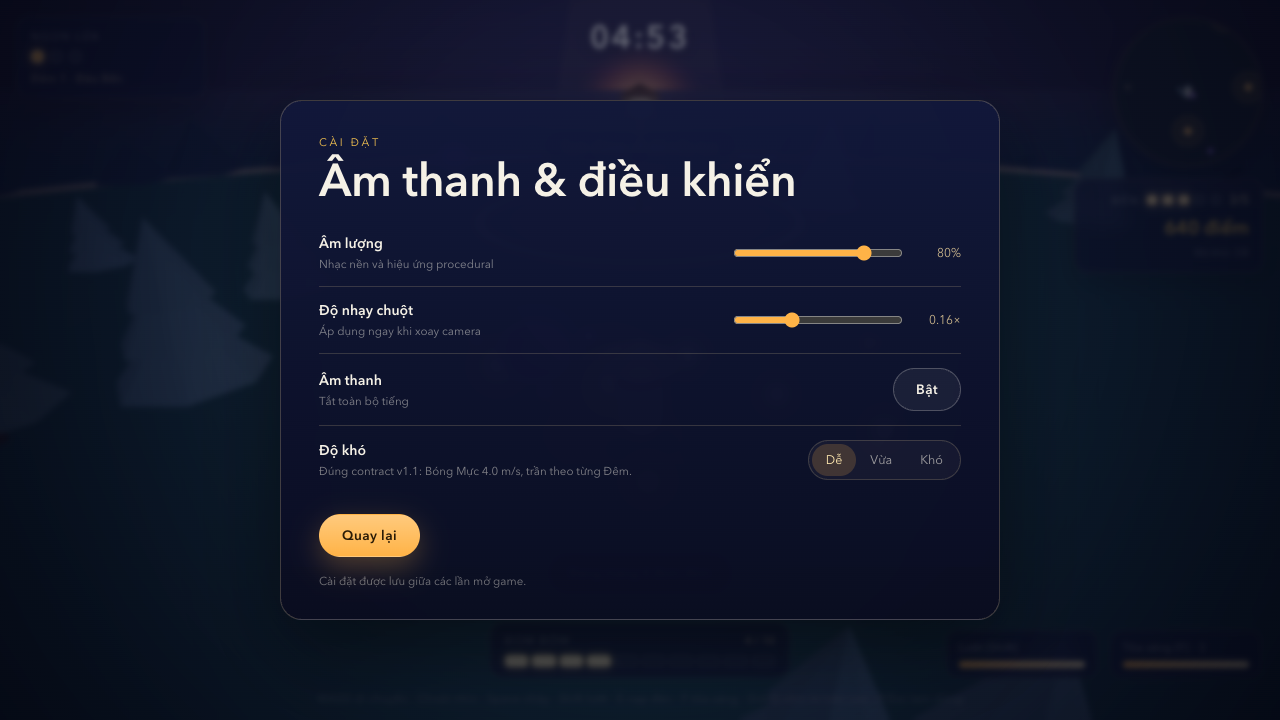 04:53
CÀI ĐẶT
Âm thanh & điều khiển
Âm lượng
Nhạc nền và hiệu ứng procedural
80%
Độ nhạy chuột
Áp dụng ngay khi xoay camera
0.16×
Âm thanh
Tắt toàn bộ tiếng
Bật
Độ khó
Đúng contract v1.1: Bóng Mực 4.0 m/s, trần theo từng Đêm.
Dễ
Vừa
Khó
Quay lại
Cài đặt được lưu giữa các lần mở game.
640 điểm